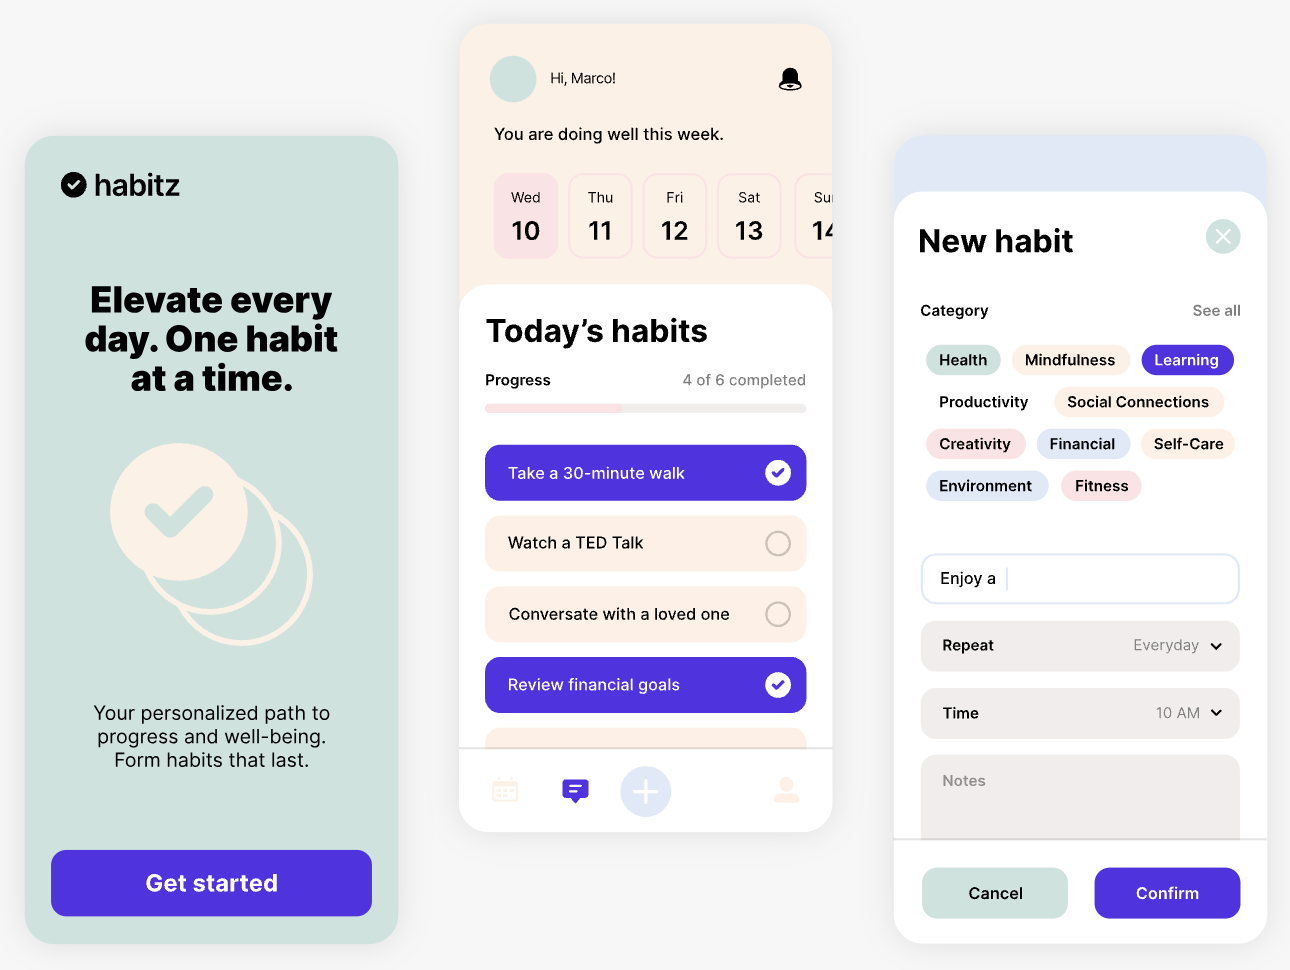 habitz
Elevate every
day. One habit
at a time.
Your personalized path to
progress and well-being.
Form habits that last.
Get started
Hi, Marco!
You are doing well this week.
Wed Thu Fri Sat Su
10 11 12 13 14
Today’s habits
Progress 4 of 6 completed
Take a 30-minute walk
Watch a TED Talk
Conversate with a loved one
Review financial goals
New habit
Category See all
Health Mindfulness Learning
Productivity Social Connections
Creativity Financial Self-Care
Environment Fitness
Enjoy a
Repeat Everyday
Time 10 AM
Notes
Cancel Confirm